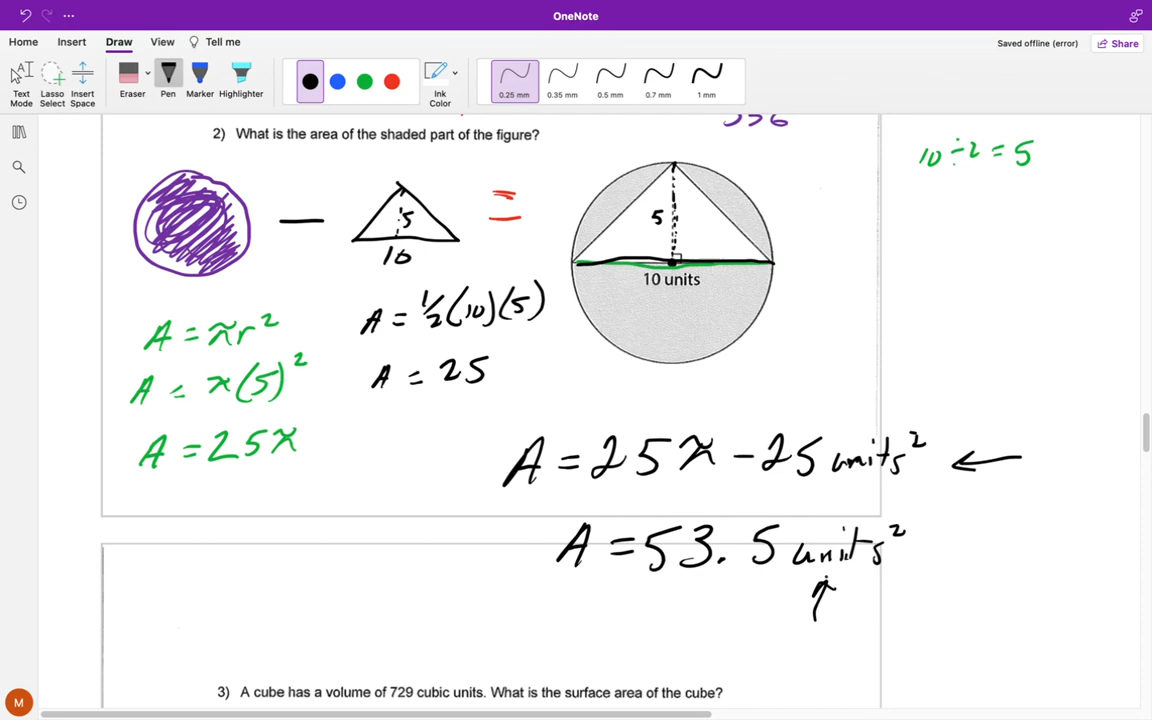 OneNote
Home Insert Draw View Tell me
Saved offline (error) Share
Text Mode
Lasso Select
Insert Space
Eraser
Pen
Marker
Highlighter
Ink Color
0.25 mm
0.35 mm
0.5 mm
0.7 mm
1 mm
336
2) What is the area of the shaded part of the figure?
10 ÷ 2 = 5
— 5 =
10
5
10 units
A = πr²
A = π(5)²
A = 25π
A = ½(10)(5)
A = 25
A = 25π - 25 units² ←
A = 53.5 units²
↑
3) A cube has a volume of 729 cubic units. What is the surface area of the cube?
M